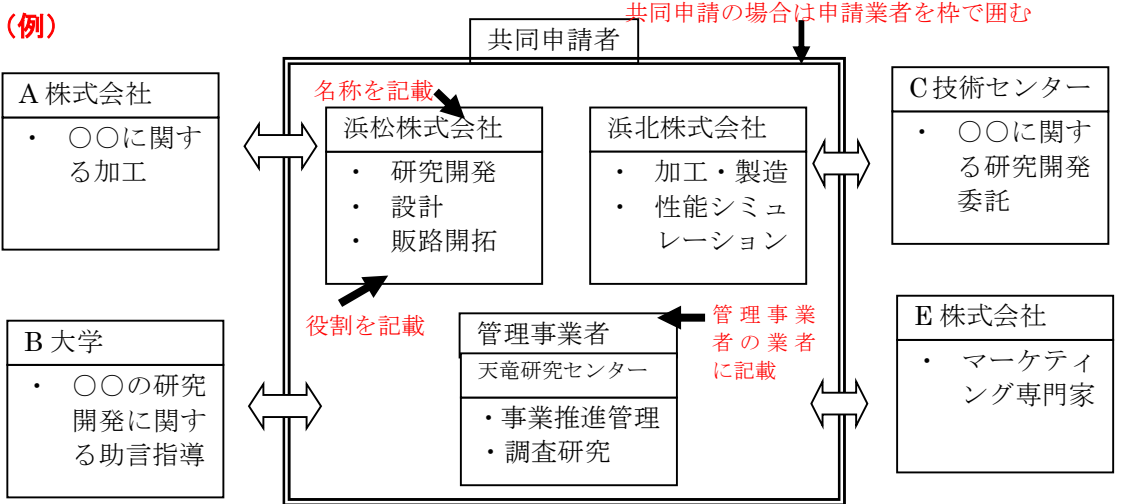 (例)
共同申請の場合は申請業者を枠で囲む
共同申請者
A 株式会社
・ 〇〇に関す
る加工
B 大学
・ 〇〇の研究
開発に関す
る助言指導
名称を記載
浜松株式会社
・ 研究開発
・ 設計
・ 販路開拓
役割を記載
浜北株式会社
・ 加工・製造
・ 性能シミュ
レーション
管理事業者
天竜研究センター
・事業推進管理
・調査研究
管理事業
者の業者
に記載
C技術センター
・ 〇〇に関す
る研究開発
委託
E 株式会社
・ マーケティ
ング専門家